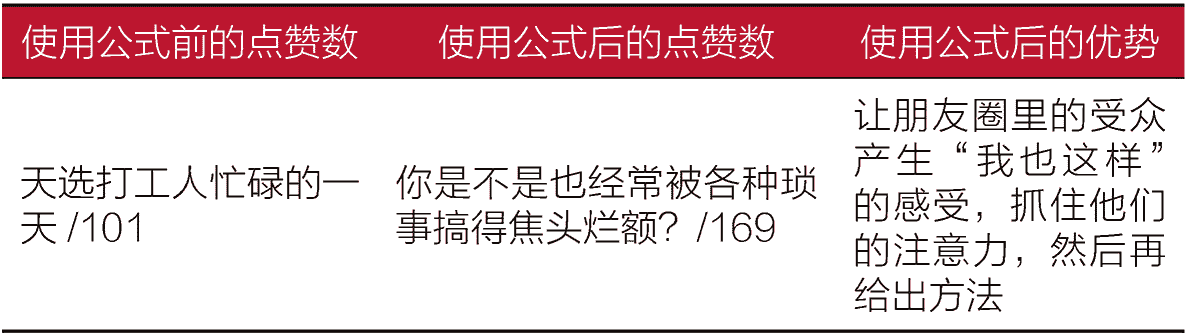 使用公式前的点赞数
使用公式后的点赞数
使用公式后的优势
天选打工人忙碌的一
天 /101
你是不是也经常被各种琐
事搞得焦头烂额？/169
让朋友圈里的受众
产生“我也这样”
的感受，抓住他们
的注意力，然后再
给出方法